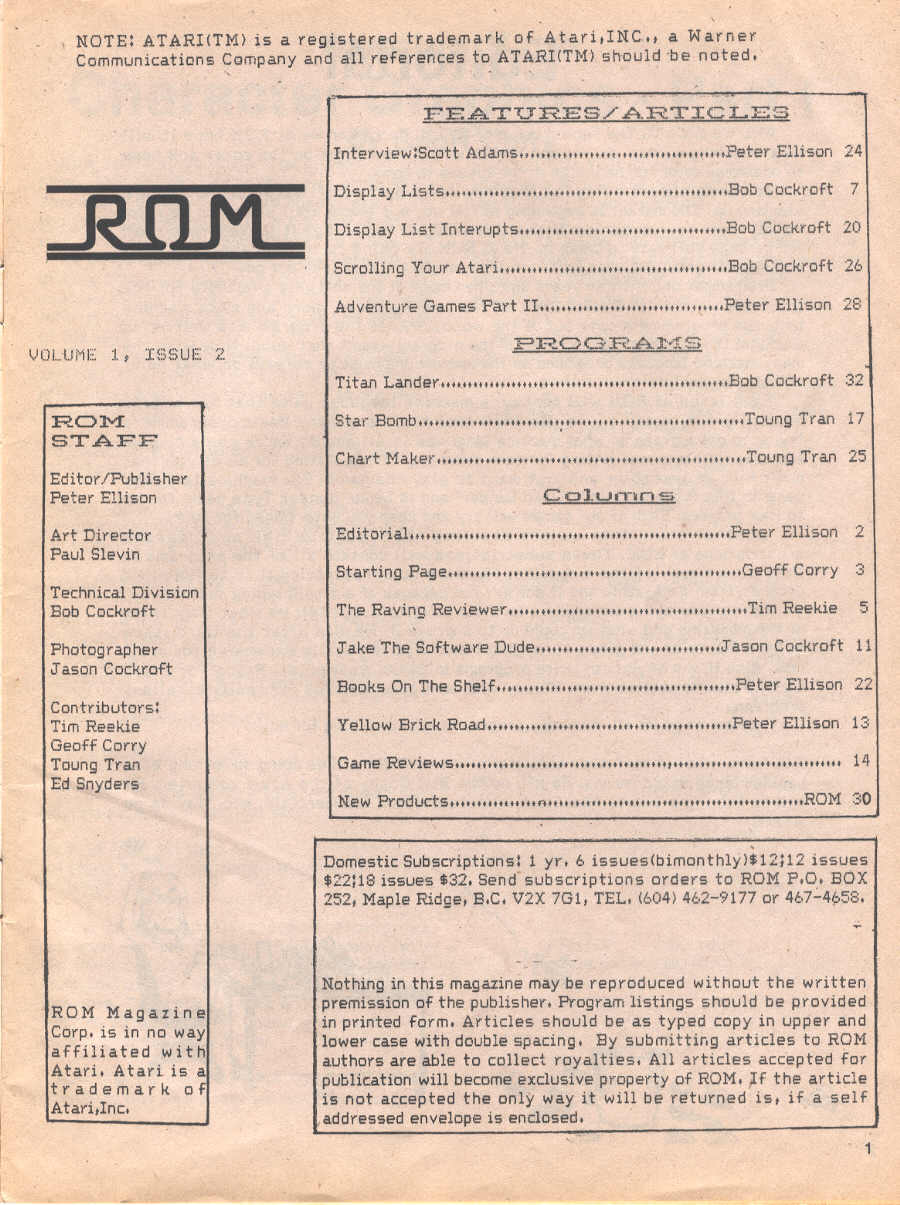 NOTE: ATARI(TM) is a registered trademark of Atari,INC., a Warner
Communications Company and all references to ATARI(TM) should be noted.
ROM
VOLUME 1, ISSUE 2
ROM
STAFF
Editor/Publisher
Peter Ellison
Art Director
Paul Slevin
Technical Division
Bob Cockroft
Photographer
Jason Cockroft
Contributors:
Tim Reekie
Geoff Corry
Toung Tran
Ed Snyders
ROM Magazine
Corp. is in no way
affiliated with
Atari. Atari is a
trademark of
Atari,Inc.
FEATURES/ARTICLES
Interview:Scott Adams....................Peter Ellison 24
Display Lists....................Bob Cockroft 7
Display List Interupts....................Bob Cockroft 20
Scrolling Your Atari....................Bob Cockroft 26
Adventure Games Part II....................Peter Ellison 28
PROGRAMS
Titan Lander....................Bob Cockroft 32
Star Bomb....................Toung Tran 17
Chart Maker....................Toung Tran 25
Columns
Editorial....................Peter Ellison 2
Starting Page....................Geoff Corry 3
The Raving Reviewer....................Tim Reekie 5
Jake The Software Dude....................Jason Cockroft 11
Books On The Shelf....................Peter Ellison 22
Yellow Brick Road....................Peter Ellison 13
Game Reviews.................... 14
New Products....................ROM 30
Domestic Subscriptions: 1 yr. 6 issues(bimonthly)$12;12 issues
$22;18 issues $32. Send subscriptions orders to ROM P.O. BOX
252, Maple Ridge, B.C. V2X 7G1, TEL. (604) 462-9177 or 467-4658.
Nothing in this magazine may be reproduced without the written
premission of the publisher. Program listings should be provided
in printed form. Articles should be as typed copy in upper and
lower case with double spacing. By submitting articles to ROM
authors are able to collect royalties. All articles accepted for
publication will become exclusive property of ROM. If the article
is not accepted the only way it will be returned is, if a self
addressed envelope is enclosed.
1